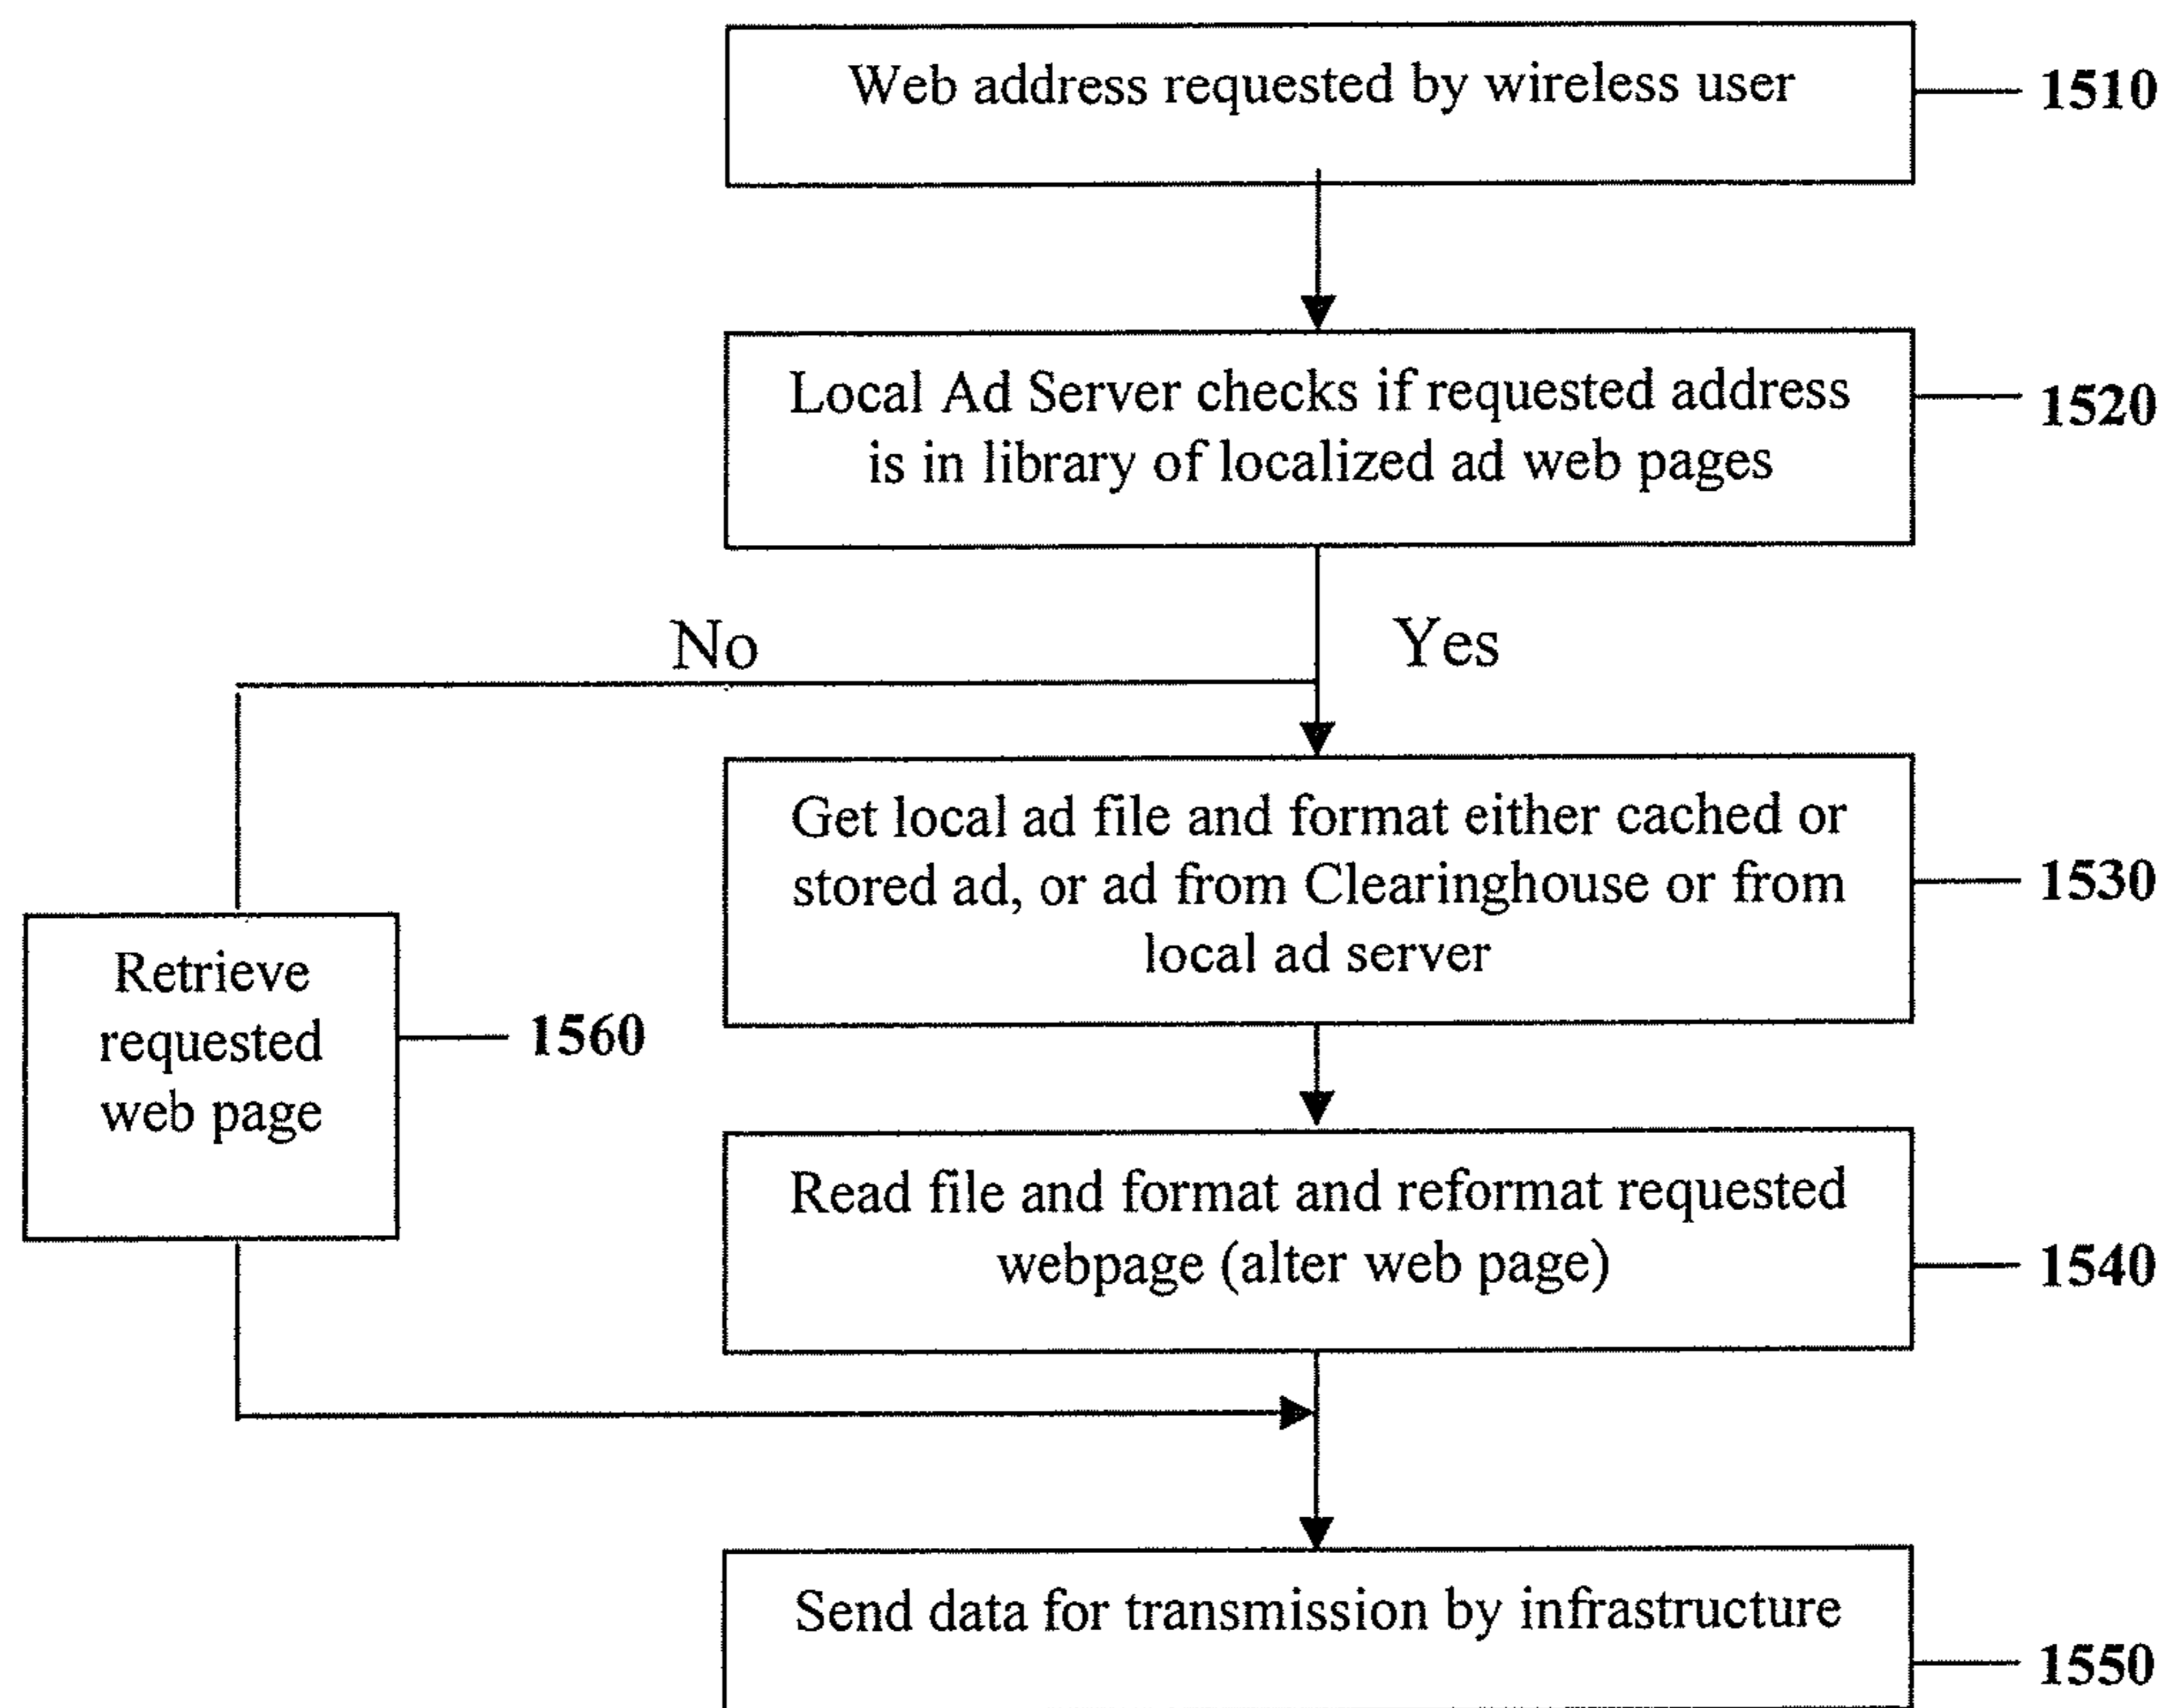 Web address requested by wireless user
1510
Local Ad Server checks if requested address
is in library of localized ad web pages
1520
No
Yes
Get local ad file and format either cached or
stored ad, or ad from Clearinghouse or from
local ad server
1530
Retrieve
requested
web page
1560
Read file and format and reformat requested
webpage (alter web page)
1540
Send data for transmission by infrastructure
1550